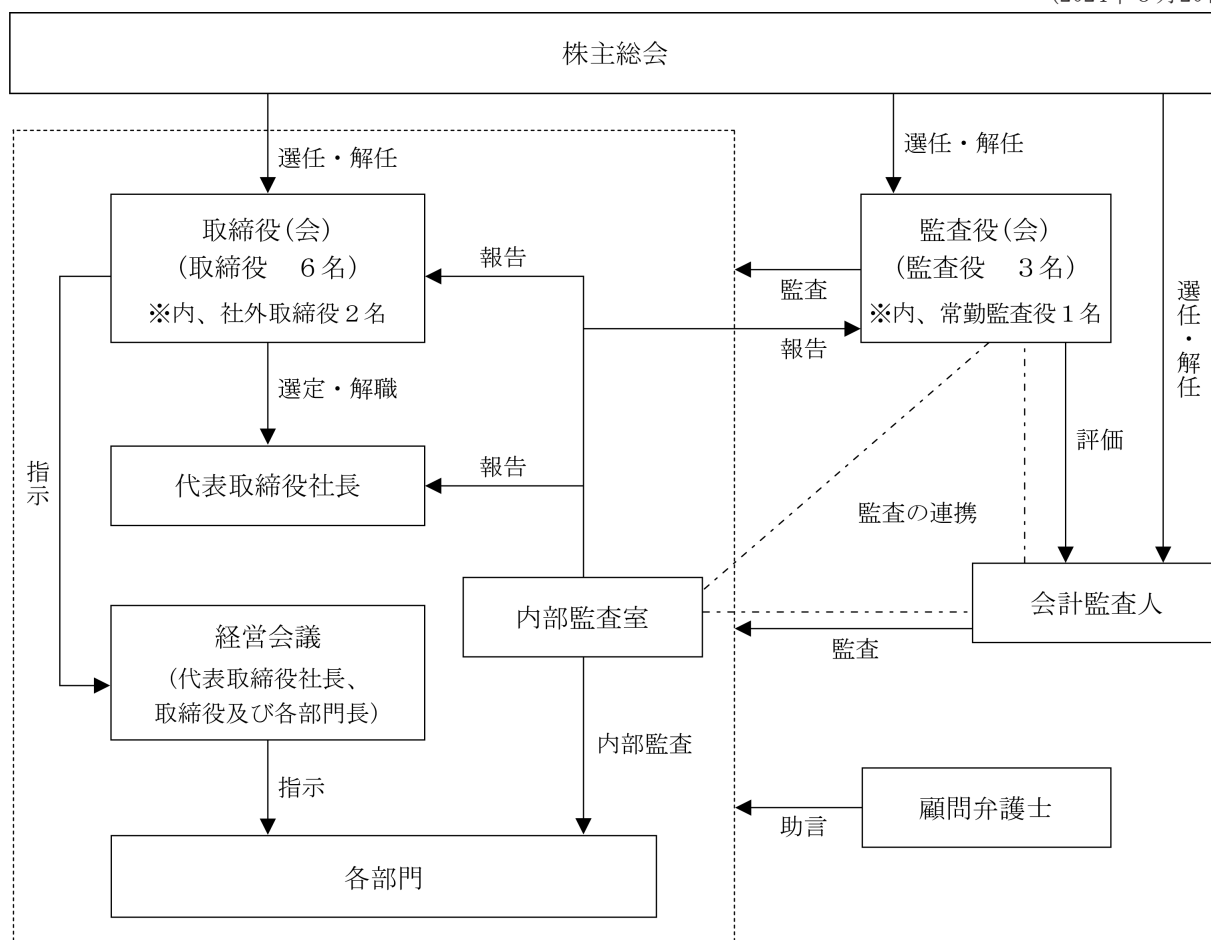 株主総会
選任・解任
選任・解任
取締役(会)
(取締役　6名)
※内、社外取締役2名
報告
監査役(会)
(監査役　3名)
※内、常勤監査役1名
監査
報告
選任・解任
選定・解職
指示
代表取締役社長
報告
評価
監査の連携
内部監査室
会計監査人
監査
経営会議
(代表取締役社長、
取締役及び各部門長)
内部監査
指示
顧問弁護士
助言
各部門